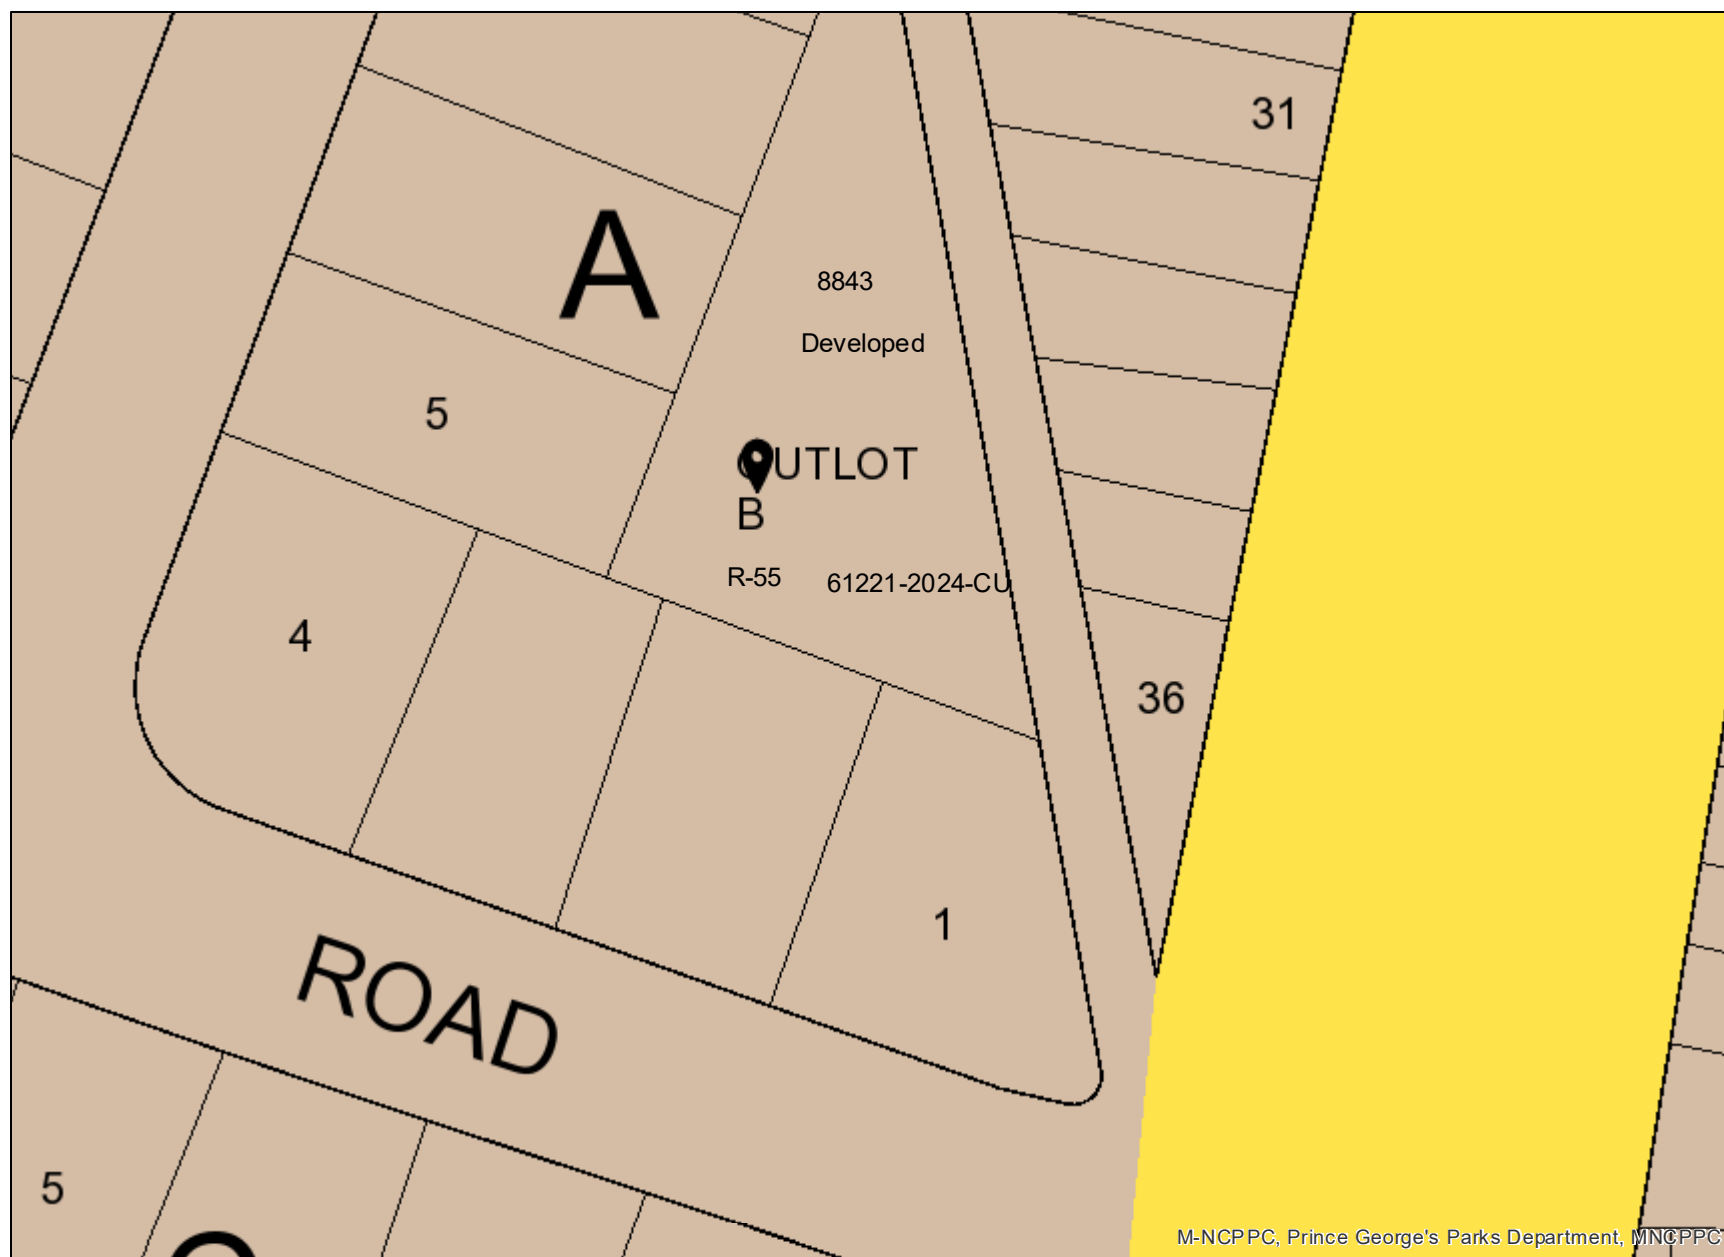 31
A
8843
Developed
5
OUTLOT
B
R-55
61221-2024-CU
4
36
1
ROAD
5
M-NCPPC, Prince George's Parks Department, MNCPPC